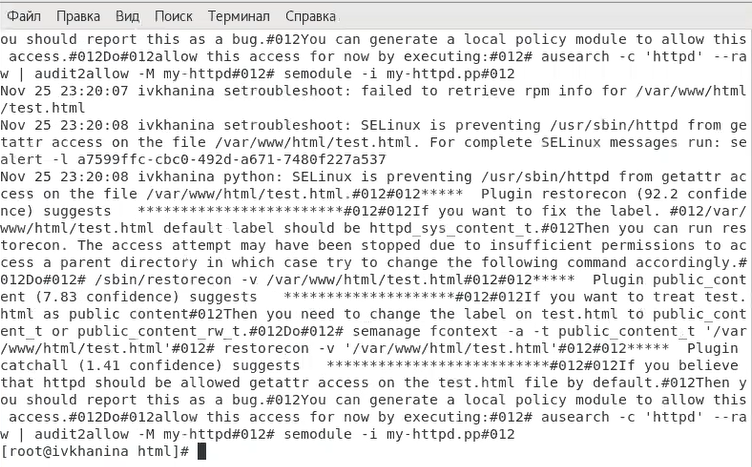 Файл Правка Вид Поиск Терминал Справка
ou should report this as a bug.#012You can generate a local policy module to allow this
 access.#012Do#012allow this access for now by executing:#012# ausearch -c 'httpd' --ra
w | audit2allow -M my-httpd#012# semodule -i my-httpd.pp#012
Nov 25 23:20:07 ivkhanina setroubleshoot: failed to retrieve rpm info for /var/www/html
/test.html
Nov 25 23:20:08 ivkhanina setroubleshoot: SELinux is preventing /usr/sbin/httpd from ge
tattr access on the file /var/www/html/test.html. For complete SELinux messages run: se
alert -l a7599ffc-cbc0-492d-a671-7480f227a537
Nov 25 23:20:08 ivkhanina python: SELinux is preventing /usr/sbin/httpd from getattr ac
cess on the file /var/www/html/test.html.#012#012***** Plugin restorecon (92.2 confide
nce) suggests ************************#012#012If you want to fix the label. #012/var/
www/html/test.html default label should be httpd_sys_content_t.#012Then you can run res
torecon. The access attempt may have been stopped due to insufficient permissions to ac
cess a parent directory in which case try to change the following command accordingly.#
012Do#012# /sbin/restorecon -v /var/www/html/test.html#012#012***** Plugin public_cont
ent (7.83 confidence) suggests ********************#012#012If you want to treat test.
html as public content#012Then you need to change the label on test.html to public_cont
ent_t or public_content_rw_t.#012Do#012# semanage fcontext -a -t public_content_t '/var
/www/html/test.html'#012# restorecon -v '/var/www/html/test.html'#012#012***** Plugin
catchall (1.41 confidence) suggests **************************#012#012If you believe
that httpd should be allowed getattr access on the test.html file by default.#012Then y
ou should report this as a bug.#012You can generate a local policy module to allow this
 access.#012Do#012allow this access for now by executing:#012# ausearch -c 'httpd' --ra
w | audit2allow -M my-httpd#012# semodule -i my-httpd.pp#012
[root@ivkhanina html]#